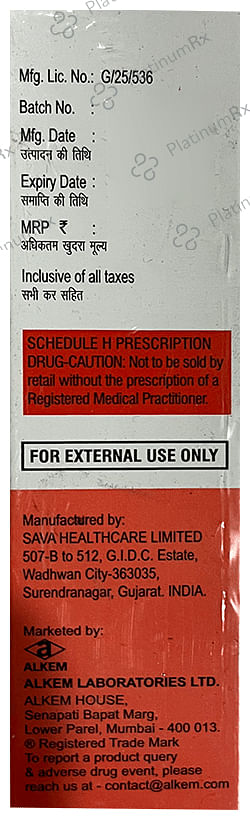 PlatinumRx
Mfg. Lic. No.: G/25/536
Batch No. :
Mfg. Date :
उत्पादन की तिथि
Expiry Date :
समाप्ति की तिथि
MRP ₹ :
अधिकतम खुदरा मूल्य
Inclusive of all taxes
सभी कर सहित
SCHEDULE H PRESCRIPTION
DRUG-CAUTION: Not to be sold by
retail without the prescription of a
Registered Medical Practitioner.
FOR EXTERNAL USE ONLY
Manufactured by:
SAVA HEALTHCARE LIMITED
507-B to 512, G.I.D.C. Estate,
Wadhwan City-363035,
Surendranagar, Gujarat. INDIA.
Marketed by:
a
ALKEM
ALKEM LABORATORIES LTD.
ALKEM HOUSE,
Senapati Bapat Marg,
Lower Parel, Mumbai - 400 013.
® Registered Trade Mark
To report a product query
& adverse drug event, please
reach us at - contact@alkem.com